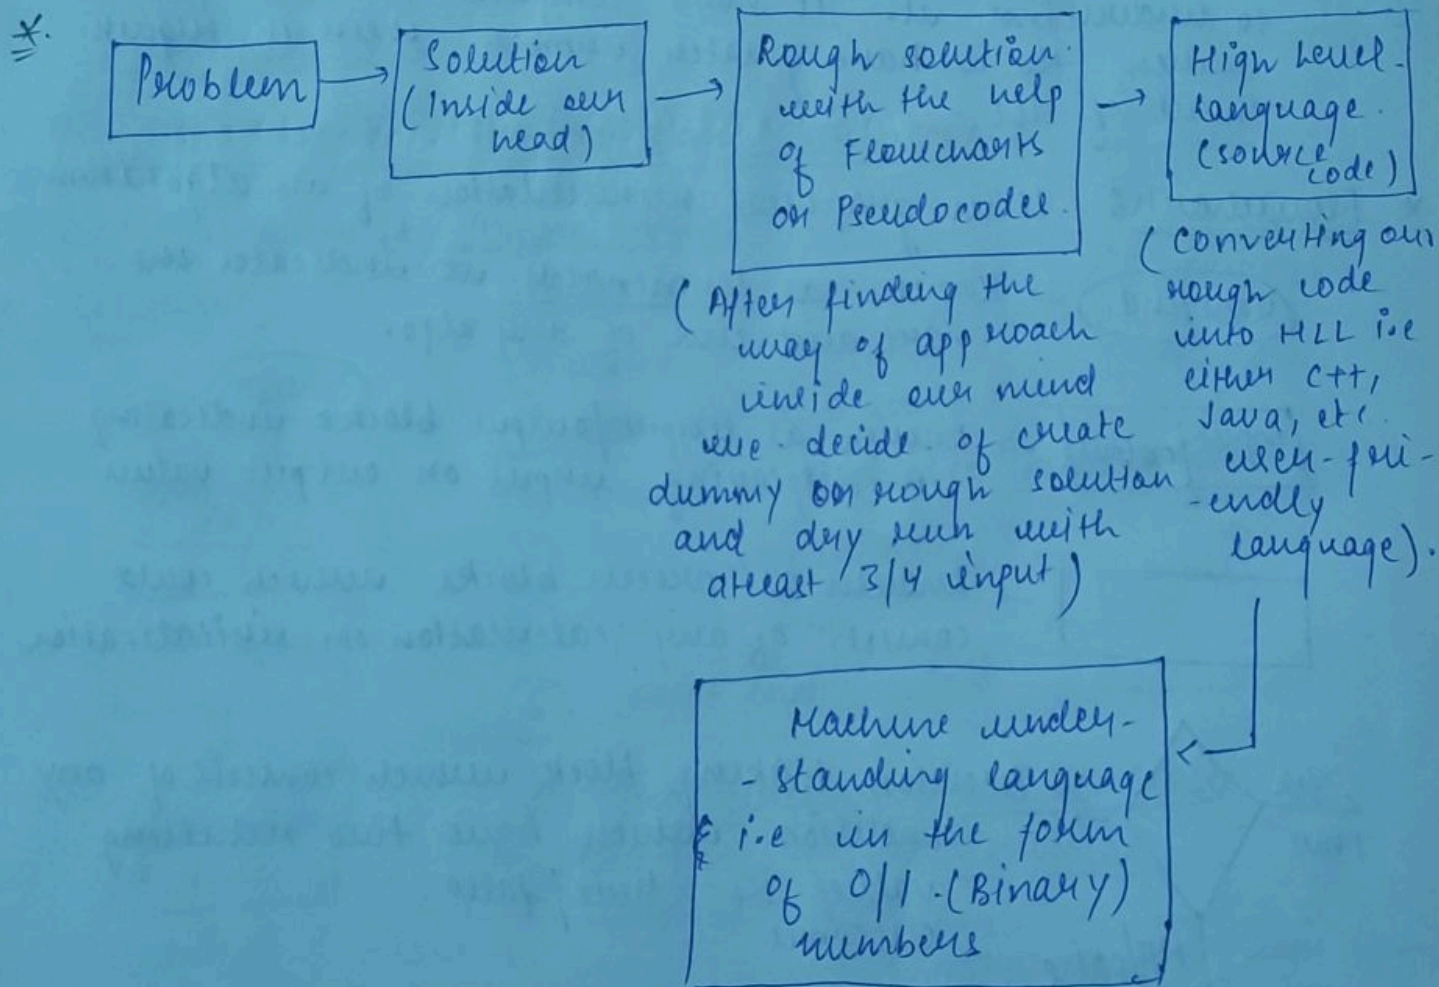 *.
Problem
Solution
(Inside our
head)
Rough solution
with the help
of Flowcharts
or Pseudocode.
High Level
Language.
(source
code)
(After finding the
way of approach
inside our mind
we decide of create
dummy or rough solution
and dry run with
atleast 3/4 input)
(Converting our
rough code
into HLL i.e
either C++,
Java, etc.
user-fri-
-endly
language).
Machine under-
-standing language
i.e in the form
of 0/1.(Binary)
numbers